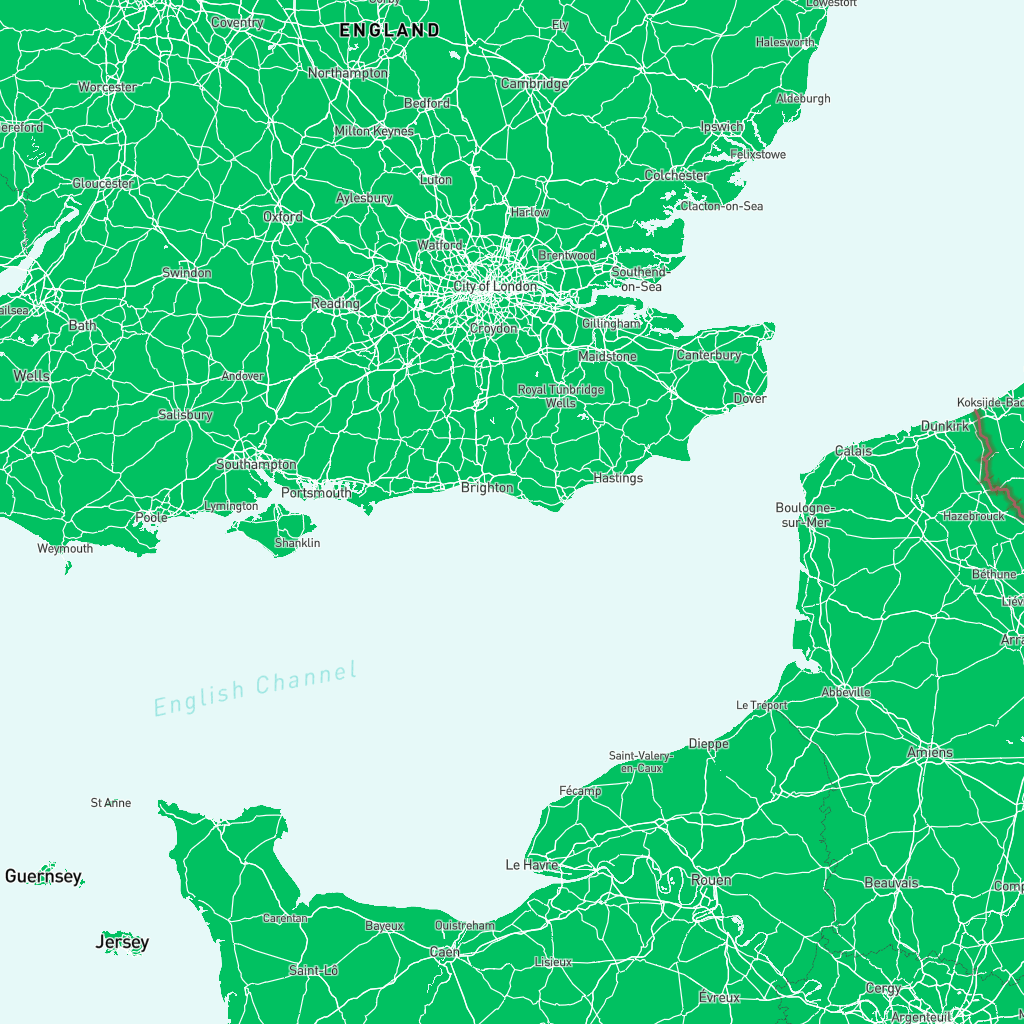 Lowestoft
Coventry
ENGLAND
Ely
Halesworth
Northampton
Worcester
Cambridge
Bedford
Aldeburgh
Milton Keynes
Ipswich
Felixstowe
Gloucester
Luton
Colchester
Aylesbury
Clacton-on-Sea
Oxford
Harlow
Watford
Brentwood
Swindon
Southend-
on-Sea
City of London
Reading
Gillingham
Croydon
Bath
Maidstone
Canterbury
Wells
Andover
Royal Tunbridge
Wells
Dover
Koksijde-Bad
Salisbury
Dunkirk
Calais
Southampton
Hastings
Portsmouth
Brighton
Lymington
Boulogne-
sur-Mer
Poole
Hazebrouck
Shanklin
Weymouth
Béthune
English Channel
Abbeville
Le Tréport
Dieppe
Amiens
Saint-Valery-
en-Caux
Fécamp
St Anne
Le Havre
Guernsey
Rouen
Beauvais
Carentan
Bayeux
Ouistreham
Jersey
Caen
Lisieux
Saint-Lô
Cergy
Évreux
Argenteuil